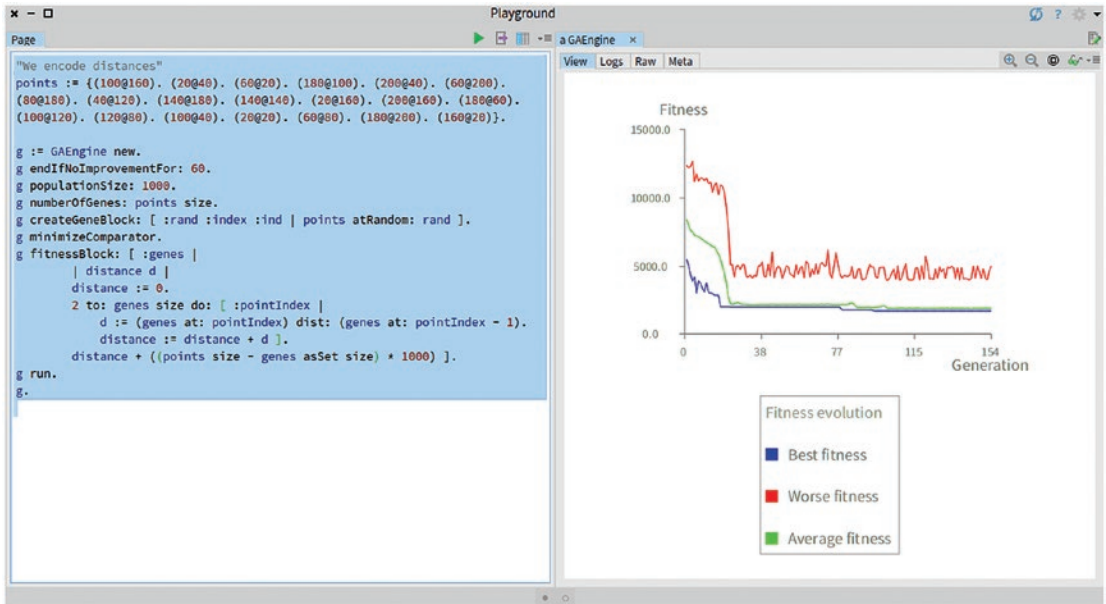 Playground
?
Page
a GAEngine ×
View Logs Raw Meta
"We encode distances"
points := {(100@160). (20@40). (60@20). (180@100). (200@40). (60@200).
(80@180). (40@120). (140@180). (140@140). (20@160). (200@160). (180@60).
(100@120). (120@80). (100@40). (20@20). (60@80). (180@200). (160@20)}.
g := GAEngine new.
g endIfNoImprovementFor: 60.
g populationSize: 1000.
g numberOfGenes: points size.
g createGeneBlock: [ :rand :index :ind | points atRandom: rand ].
g minimizeComparator.
g fitnessBlock: [ :genes |
| distance d |
distance := 0.
2 to: genes size do: [ :pointIndex |
d := (genes at: pointIndex) dist: (genes at: pointIndex - 1).
distance := distance + d ].
distance + ((points size - genes asSet size) * 1000) ].
g run.
g.
Fitness
15000.0
10000.0
5000.0
0.0
0 38 77 115 154
Generation
Fitness evolution
Best fitness
Worse fitness
Average fitness